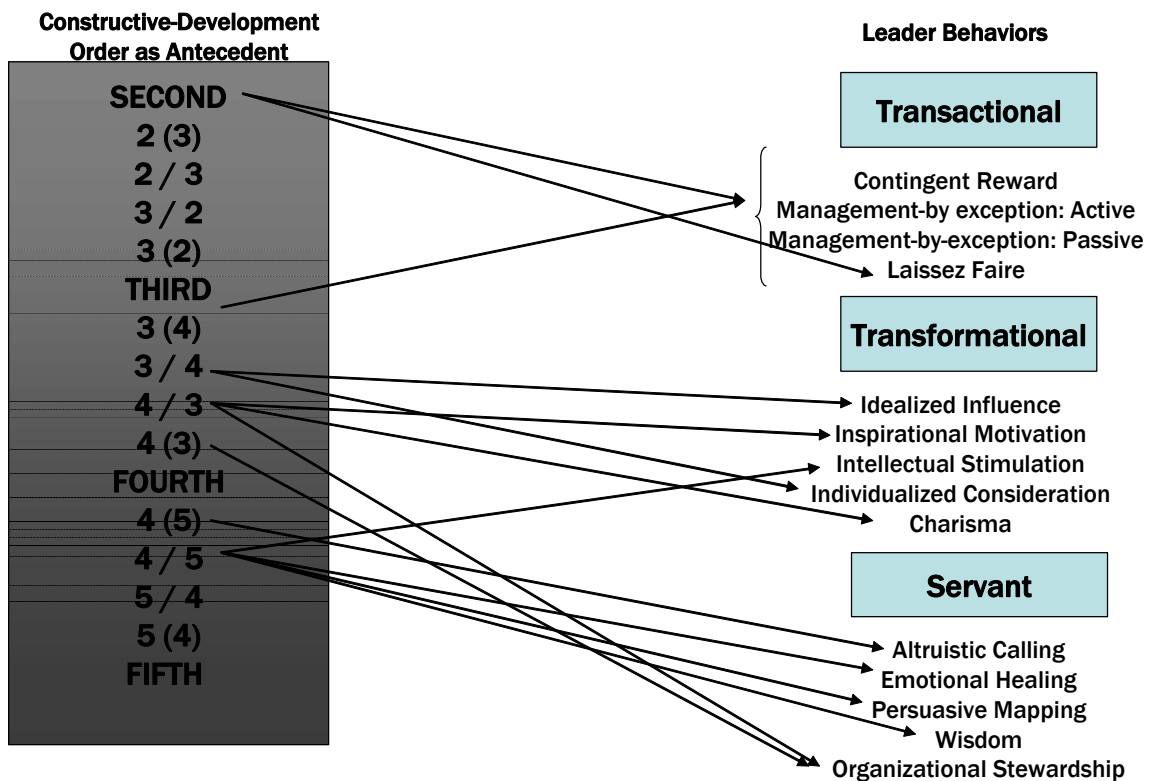 Constructive-Development
Order as Antecedent
SECOND
2 (3)
2 / 3
3 / 2
3 (2)
THIRD
3 (4)
3 / 4
4 / 3
4 (3)
FOURTH
4 (5)
4 / 5
5 / 4
5 (4)
FIFTH
Leader Behaviors
Transactional
Contingent Reward
Management-by exception: Active
Management-by-exception: Passive
Laissez Faire
Transformational
Idealized Influence
Inspirational Motivation
Intellectual Stimulation
Individualized Consideration
Charisma
Servant
Altruistic Calling
Emotional Healing
Persuasive Mapping
Wisdom
Organizational Stewardship